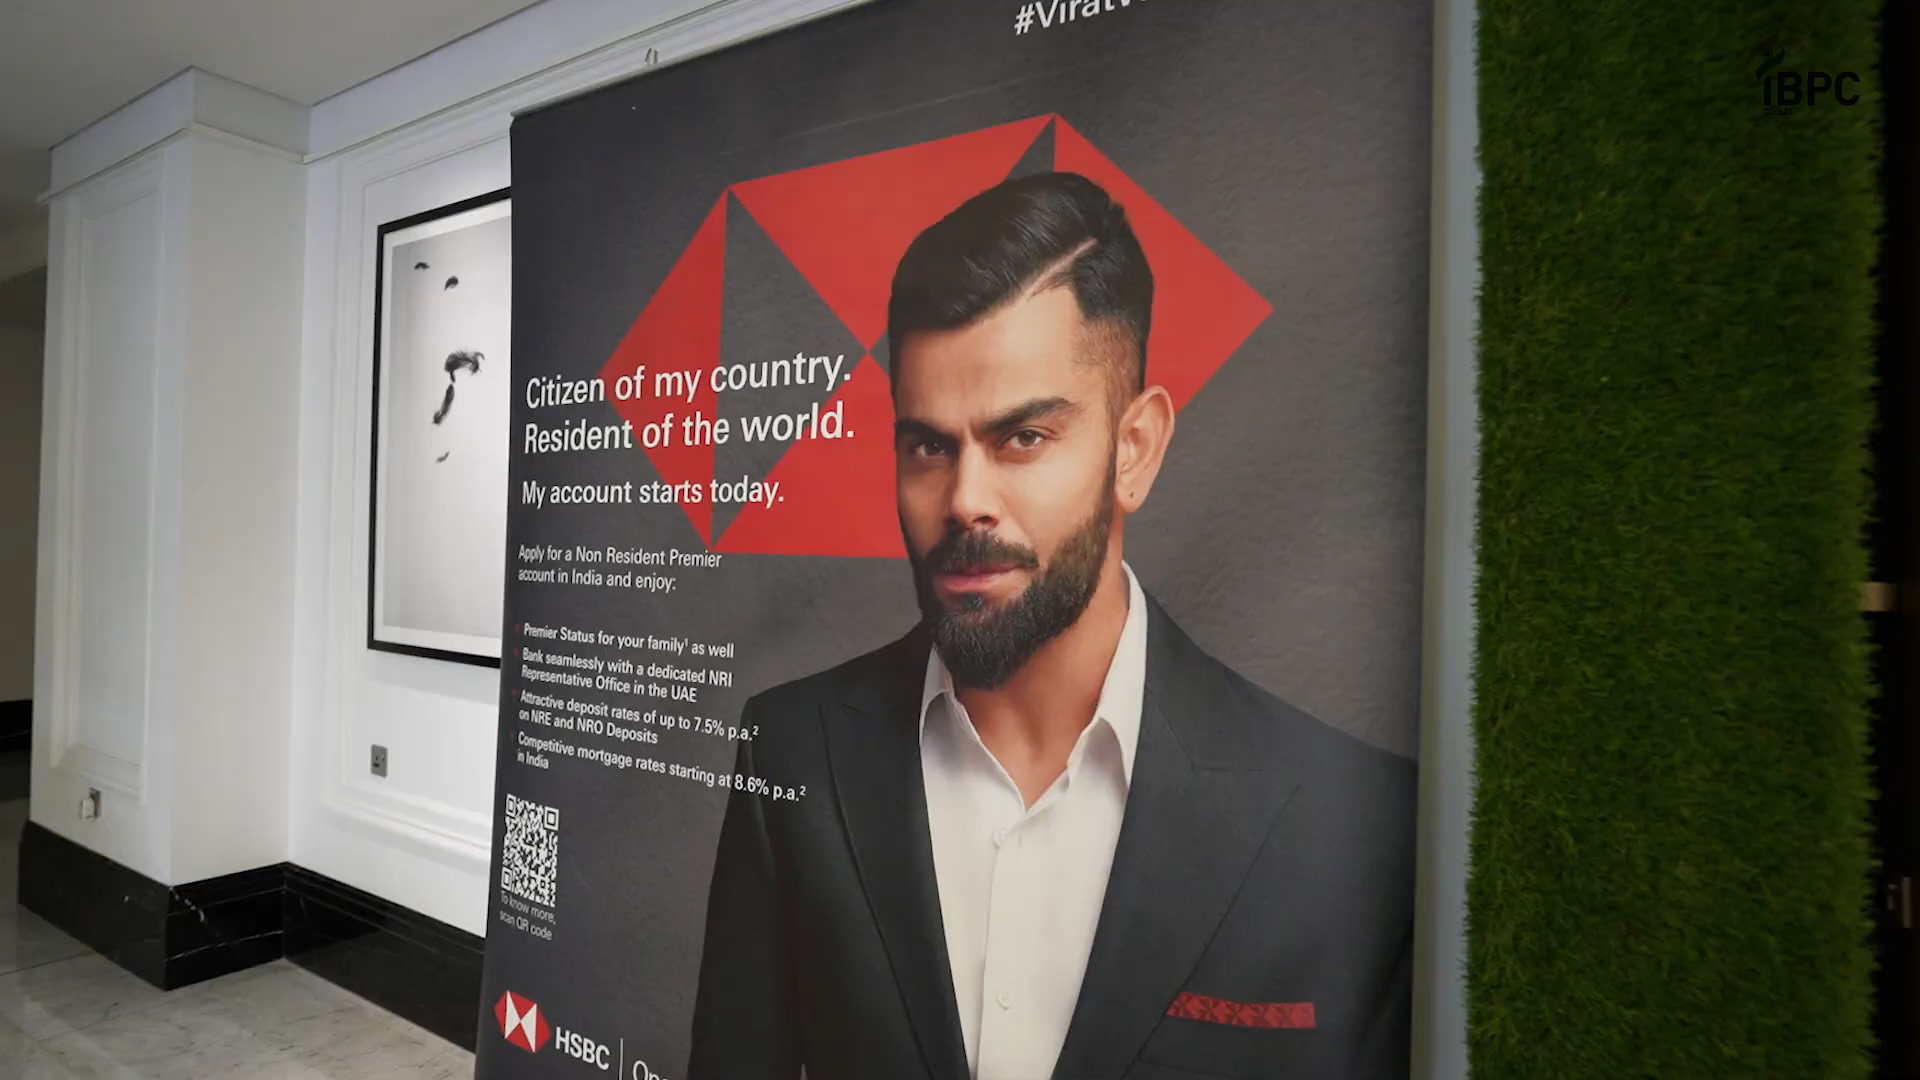 iBPC
Citizen of my country.
Resident of the world.
My account starts today.
Apply for a Non Resident Premier
account in India and enjoy:
Premier Status for your family¹ as well
Bank seamlessly with a dedicated NRI
Representative Office in the UAE
Attractive deposit rates of up to 7.5% p.a.²
on NRE and NRO Deposits
Competitive mortgage rates starting at 8.6% p.a.²
in India
To know more,
scan QR code
HSBC